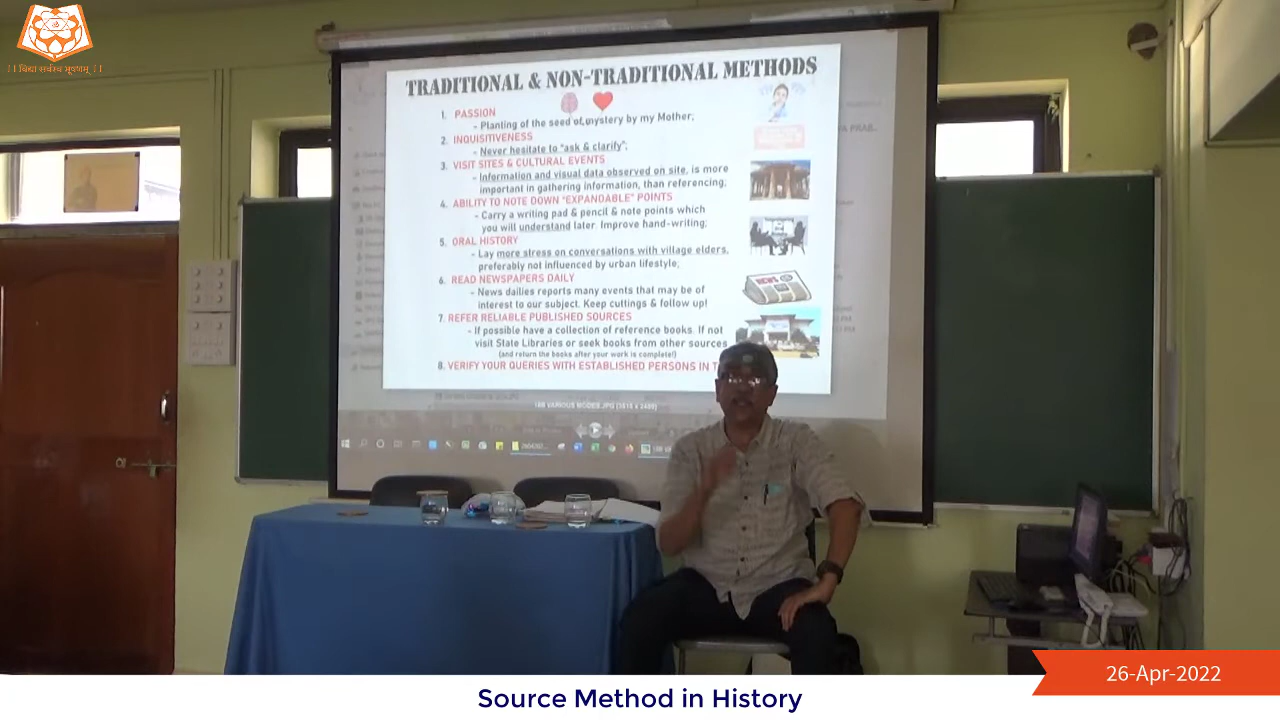 ।। विद्या सर्वस्य भूषणम् ।।
TRADITIONAL & NON-TRADITIONAL METHODS
1. PASSION
- Planting of the seed of mystery by my Mother;
2. INQUISITIVENESS
- Never hesitate to "ask & clarify";
3. VISIT SITES & CULTURAL EVENTS
- Information and visual data observed on site, is more
important in gathering information, than referencing;
4. ABILITY TO NOTE DOWN "EXPANDABLE" POINTS
- Carry a writing pad & pencil & note points which
you will understand later. Improve hand-writing;
5. ORAL HISTORY
- Lay more stress on conversations with village elders,
preferably not influenced by urban lifestyle;
6. READ NEWSPAPERS DAILY
- News dailies reports many events that may be of
interest to our subject. Keep cuttings & follow up!
NEWS
7. REFER RELIABLE PUBLISHED SOURCES
- If possible have a collection of reference books. If not
visit State Libraries or seek books from other sources
(and return the books after your work is complete!)
8. VERIFY YOUR QUERIES WITH ESTABLISHED PERSONS IN
26-Apr-2022
Source Method in History